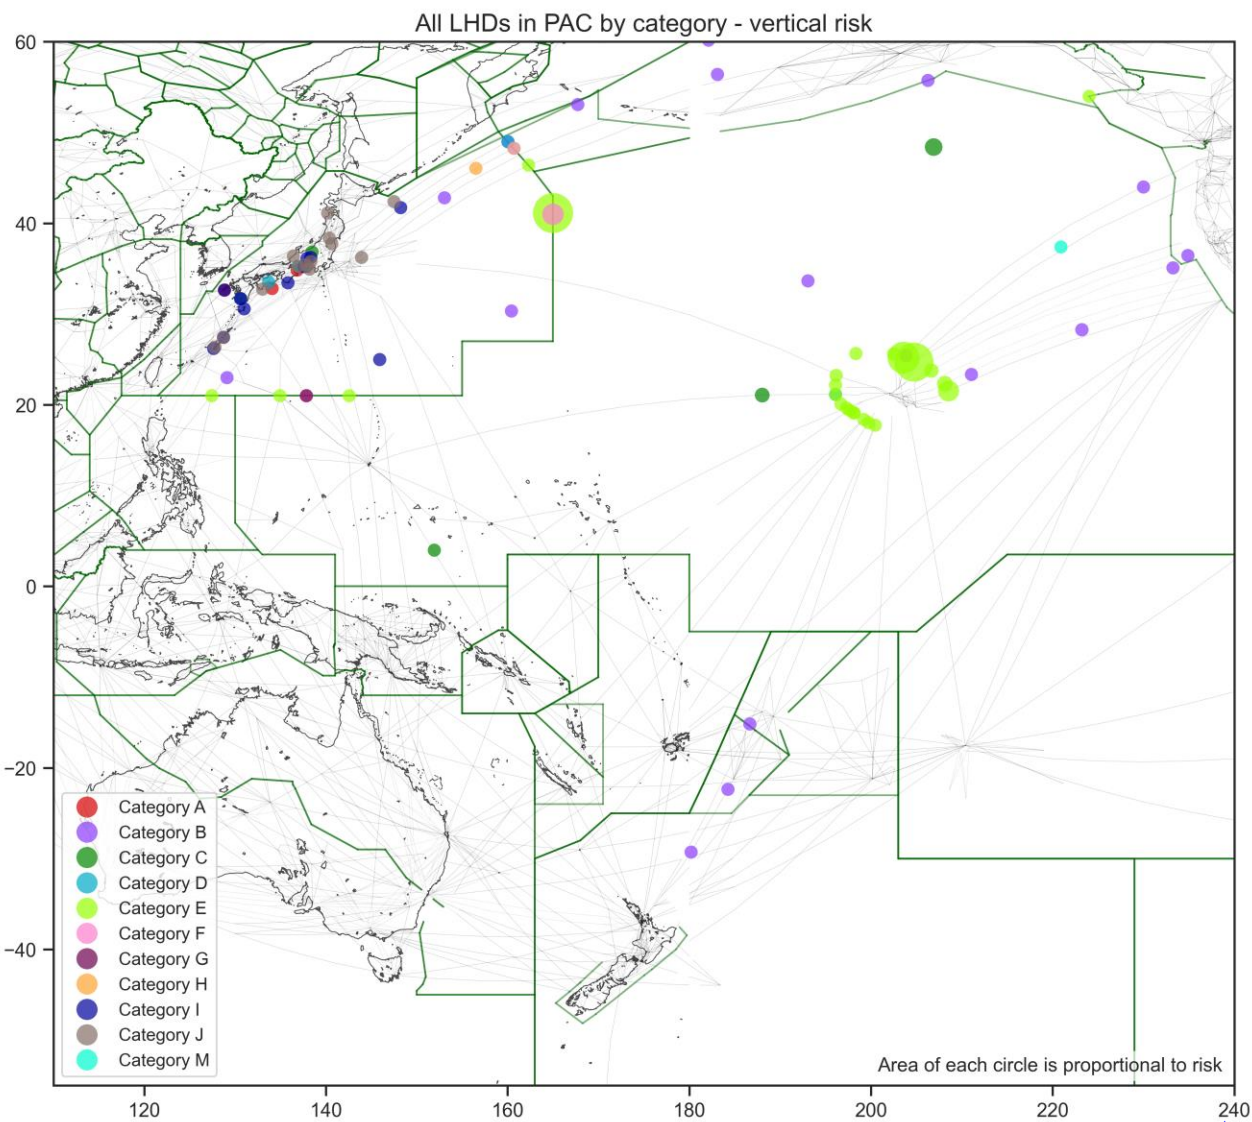 All LHDs in PAC by category - vertical risk
60
40
20
0
−20
−40
Category A
Category B
Category C
Category D
Category E
Category F
Category G
Category H
Category I
Category J
Category M
Area of each circle is proportional to risk
120 140 160 180 200 220 240